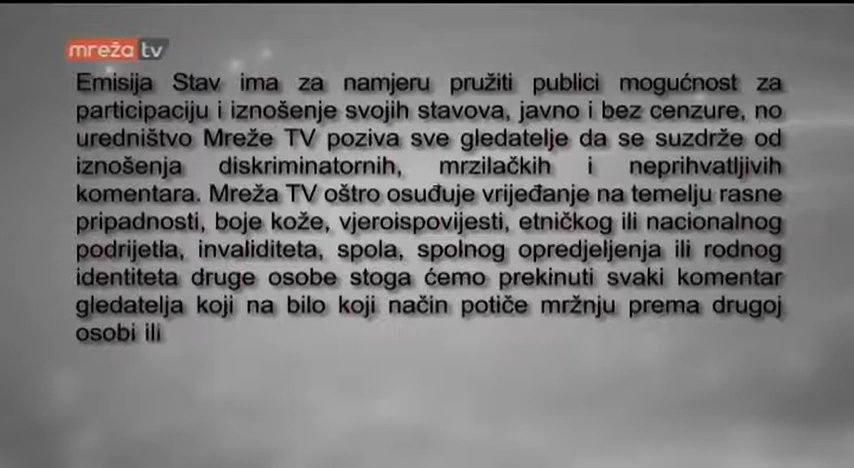 mreža tv
Emisija Stav ima za namjeru pružiti publici mogućnost za
participaciju i iznošenje svojih stavova, javno i bez cenzure, no
uredništvo Mreže TV poziva sve gledatelje da se suzdrže od
iznošenja diskriminatornih, mrzilačkih i neprihvatljivih
komentara. Mreža TV oštro osuđuje vrijeđanje na temelju rasne
pripadnosti, boje kože, vjeroispovijesti, etničkog ili nacionalnog
podrijetla, invaliditeta, spola, spolnog opredjeljenja ili rodnog
identiteta druge osobe stoga ćemo prekinuti svaki komentar
gledatelja koji na bilo koji način potiče mržnju prema drugoj
osobi ili